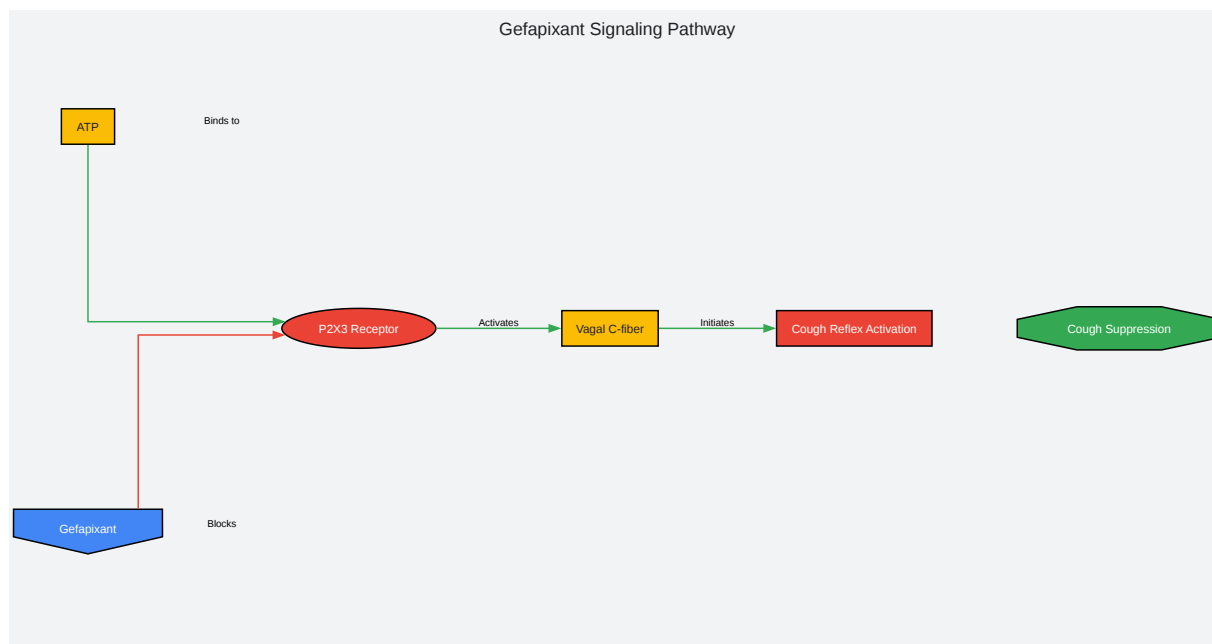 Gefapixant Signaling Pathway
ATP
Binds to
P2X3 Receptor
Activates
Vagal C-fiber
Initiates
Cough Reflex Activation
Cough Suppression
Gefapixant
Blocks